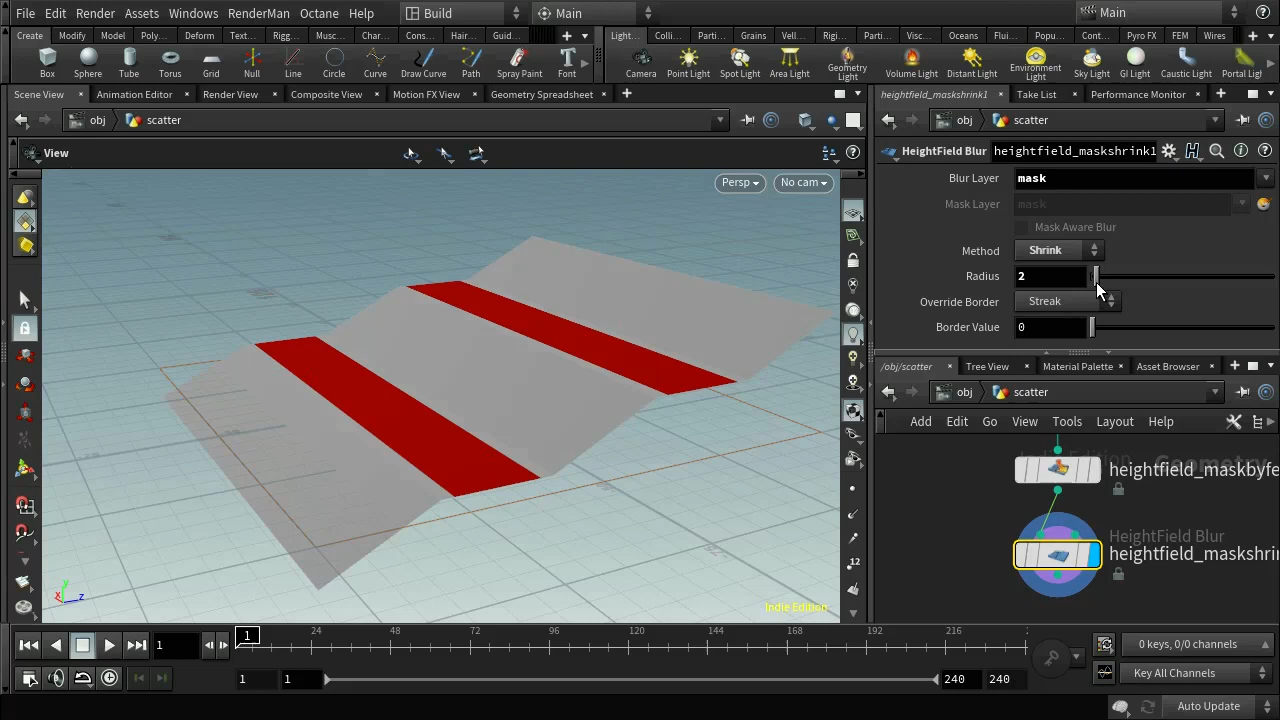 File Edit Render Assets Windows RenderMan Octane Help Build Main Main
Create Modify Model Poly... Deform Text... Rigg... Musc... Char... Cons... Hair... Guid... Light... Colli... Parti... Grains Vell... Rigi... Parti... Visc... Oceans Flui... Popu... Cont... Pyro FX FEM Wires
Box Sphere Tube Torus Grid Null Line Circle Curve Draw Curve Path Spray Paint Font Camera Point Light Spot Light Area Light Geometry Light Volume Light Distant Light Environment Light Sky Light GI Light Caustic Light Portal Ligl
Scene View Animation Editor Render View Composite View Motion FX View Geometry Spreadsheet
heightfield_maskshrink1 Take List Performance Monitor
obj scatter
obj scatter
View
HeightField Blur heightfield_maskshrink1
Persp No cam
Blur Layer mask
Mask Layer mask
Mask Aware Blur
Method Shrink
Radius 2
Override Border Streak
Border Value 0
/obj/scatter Tree View Material Palette Asset Browser
obj scatter
Add Edit Go View Tools Layout Help
Indie Edition Geometry
heightfield_maskbyfe
HeightField Blur
heightfield_maskshrin
12
y
x z
Indie Edition
1 1 24 48 72 96 120 144 168 192 216
0 keys, 0/0 channels
1 1 240 240
Key All Channels
Auto Update